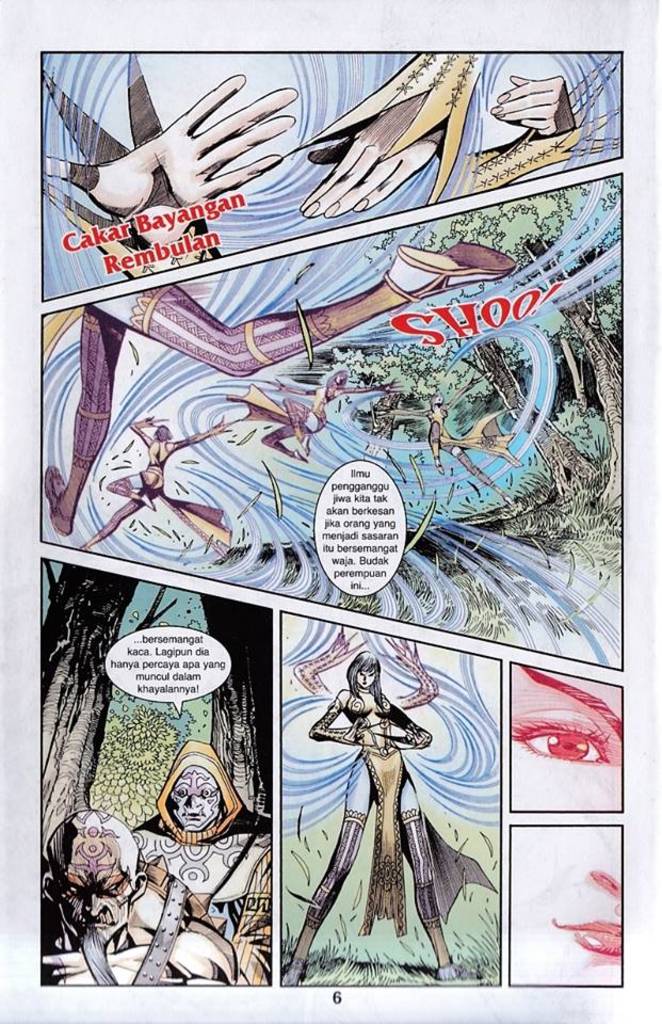 Cakar Bayangan
Rembulan
SHOO!
Ilmu
pengganggu
jiwa kita tak
akan berkesan
jika orang yang
menjadi sasaran
itu bersemangat
waja. Budak
perempuan
ini...
...bersemangat
kaca. Lagipun dia
hanya percaya apa yang
muncul dalam
khayalannya!
6